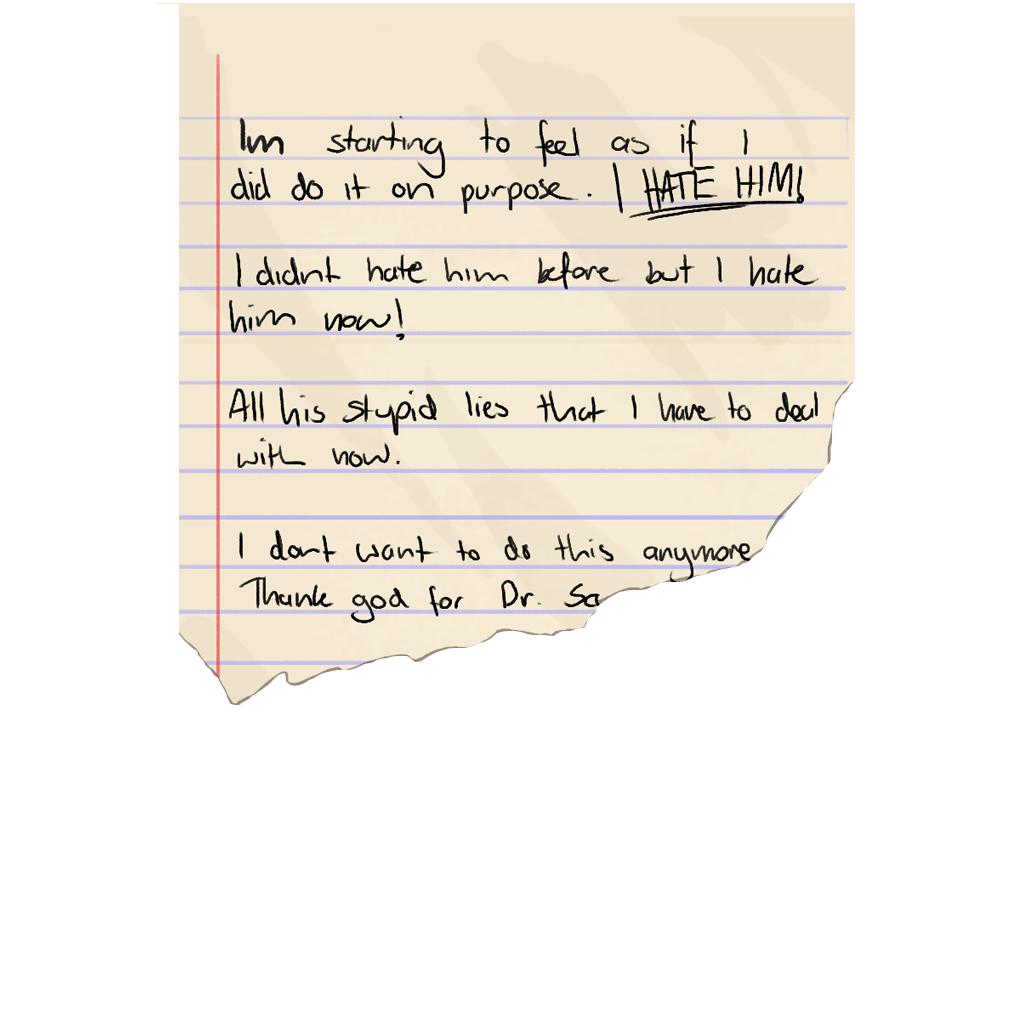 Im starting to feel as if I
did do it on purpose. I HATE HIM!
I didnt hate him before but I hate
him now!
All his stupid lies that I have to deal
with now.
I dont want to do this anymore
Thank god for Dr. Sa